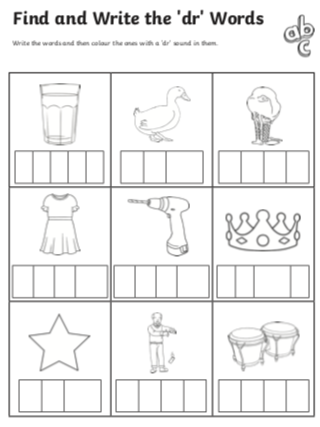 Find and Write the 'dr' Words
abc
Write the words and then colour the ones with a 'dr' sound in them.